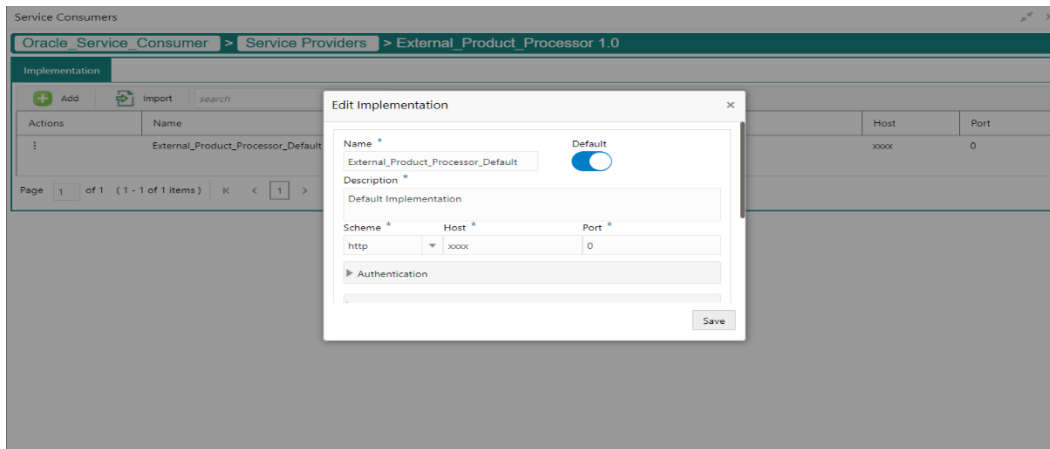 Service Consumers
Oracle_Service_Consumer > Service Providers > External_Product_Processor 1.0
Implementation
Add Import search
Actions Name Host Port
External_Product_Processor_Default xxxx 0
Page 1 of 1 (1 - 1 of 1 items) K < 1 >
Edit Implementation ×
Name * Default
External_Product_Processor_Default
Description *
Default Implementation
Scheme * Host * Port *
http xxxx 0
Authentication
Save